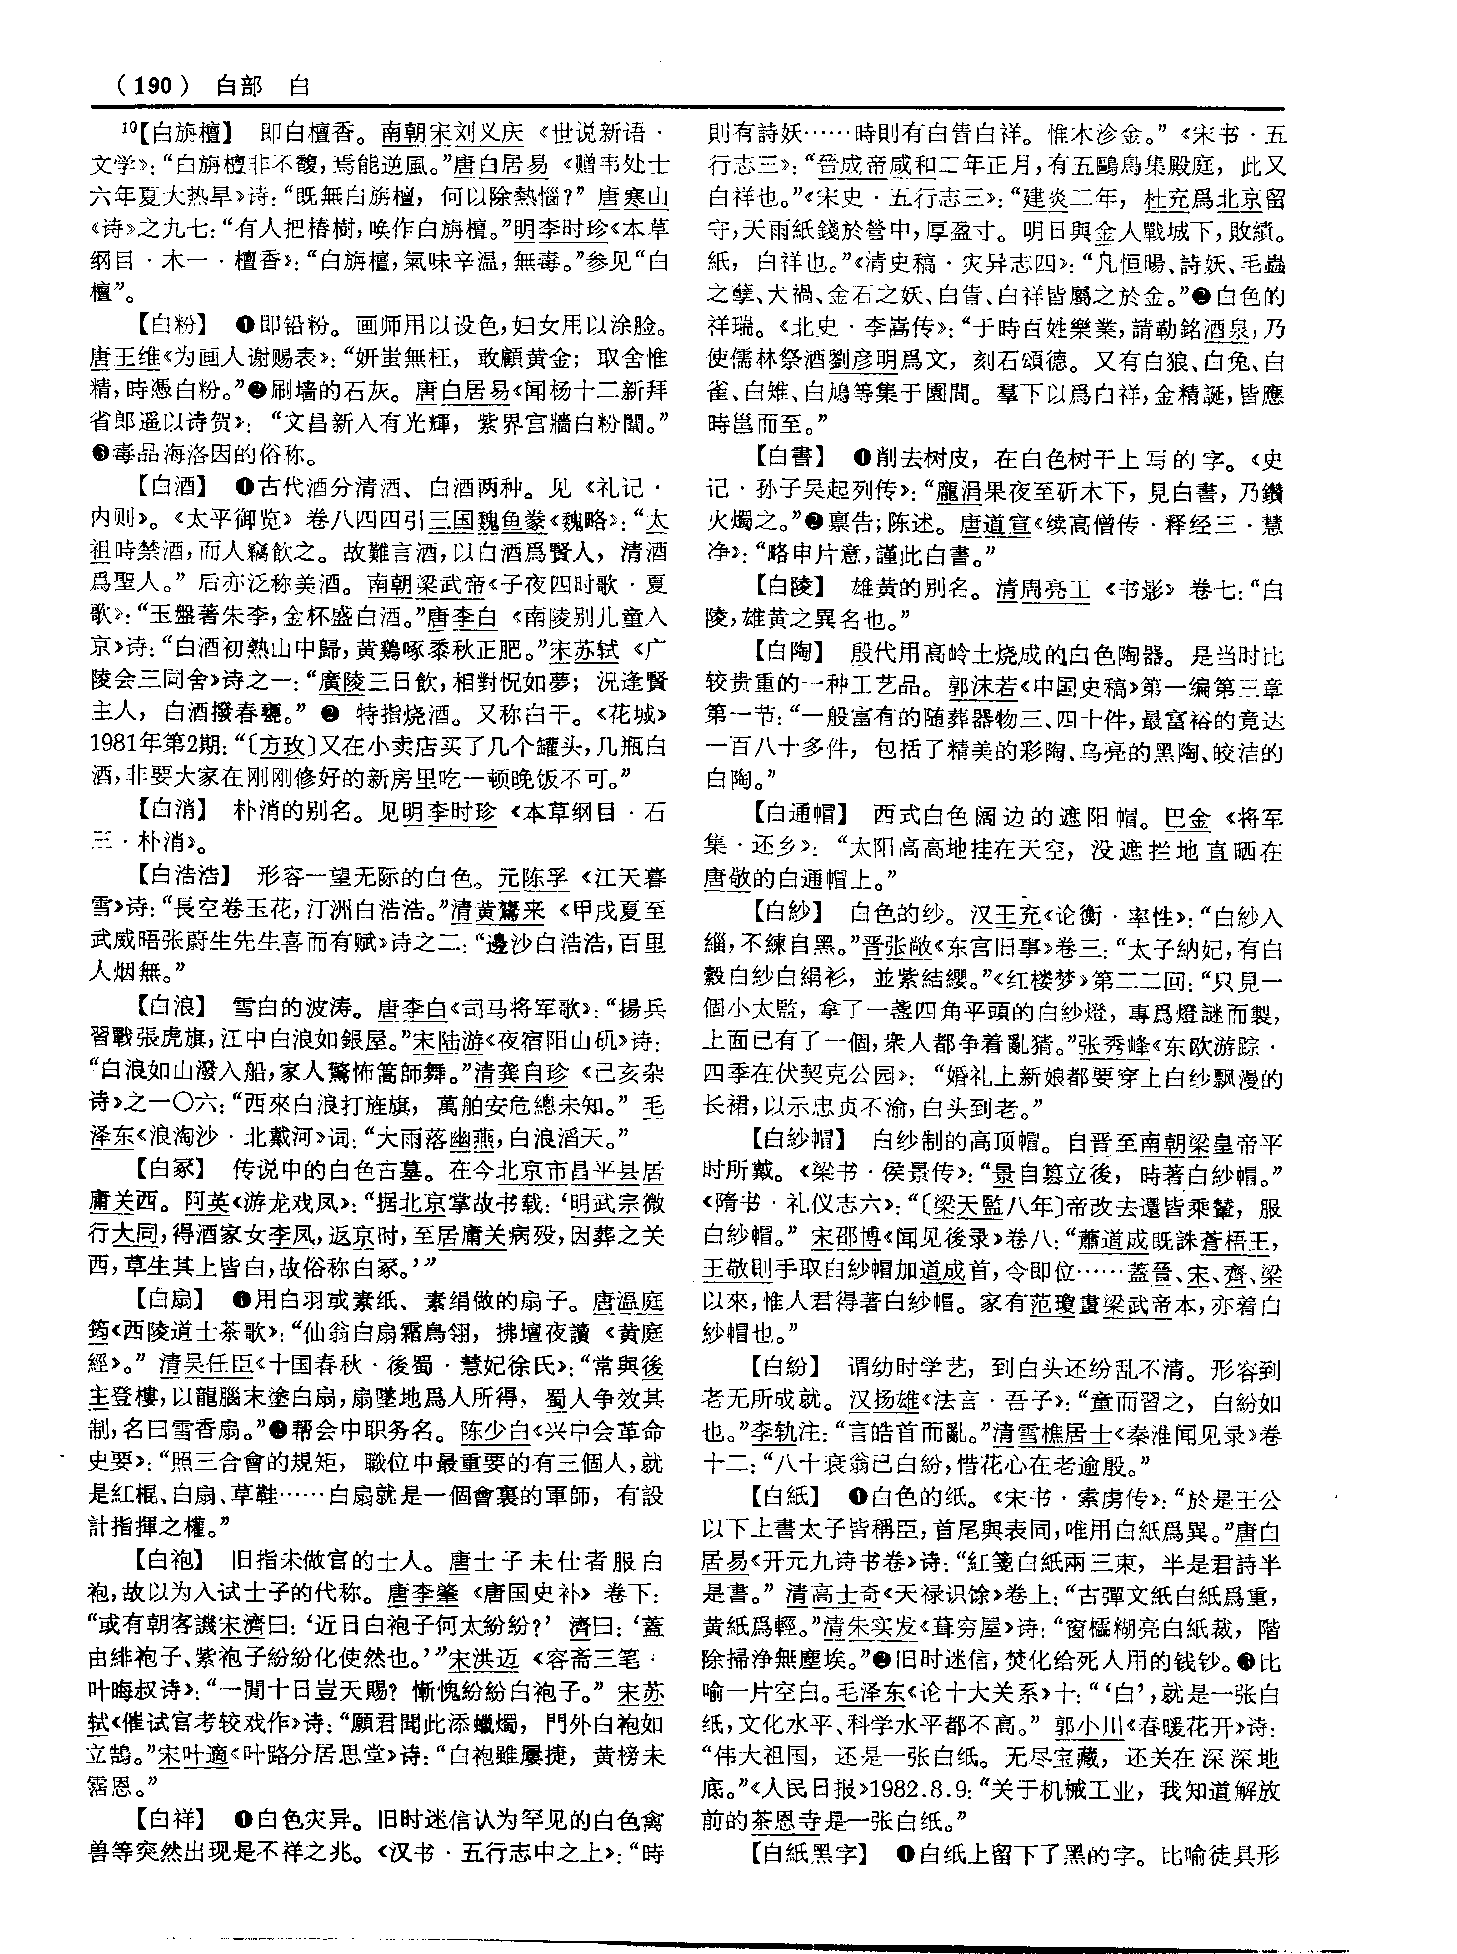 （190） 白部 白
¹⁰【白旃檀】 即白檀香。南朝宋刘义庆《世说新语·
文学》：“白旃檀非不馥，焉能逆風。”唐白居易《赠韦处士
六年夏大热旱》诗：“既無白旃檀，何以除熱惱？”唐寒山
《诗》之九七：“有人把椿樹，唤作白旃檀。”明李时珍《本草
纲目·木一·檀香》：“白旃檀，氣味辛温，無毒。”参见“白
檀”。
【白粉】 ❶即铅粉。画师用以设色，妇女用以涂脸。
唐王维《为画人谢赐表》：“妍蚩無枉，敢顧黄金；取舍惟
精，時憑白粉。”❷刷墙的石灰。唐白居易《闻杨十二新拜
省郎遥以诗贺》：“文昌新入有光輝，紫界宫牆白粉闈。”
❸毒品海洛因的俗称。
【白酒】 ❶古代酒分清酒、白酒两种。见《礼记·
内则》。《太平御览》卷八四四引三国魏鱼豢《魏略》：“太
祖時禁酒，而人竊飲之。故難言酒，以白酒爲賢人，清酒
爲聖人。”后亦泛称美酒。南朝梁武帝《子夜四时歌·夏
歌》：“玉盤著朱李，金杯盛白酒。”唐李白《南陵别儿童入
京》诗：“白酒初熟山中歸，黄鷄啄黍秋正肥。”宋苏轼《广
陵会三同舍》诗之一：“廣陵三日飲，相對怳如夢；況逢賢
主人，白酒撥春甕。”❷ 特指烧酒。又称白干。《花城》
1981年第2期：“〔方玫〕又在小卖店买了几个罐头，几瓶白
酒，非要大家在刚刚修好的新房里吃一顿晚饭不可。”
【白消】 朴消的别名。见明李时珍《本草纲目·石
三·朴消》。
【白浩浩】 形容一望无际的白色。元陈孚《江天暮
雪》诗：“長空卷玉花，汀洲白浩浩。”清黄騺来《甲戌夏至
武威晤张蔚生先生喜而有赋》诗之二：“邊沙白浩浩，百里
人烟無。”
【白浪】 雪白的波涛。唐李白《司马将军歌》：“揚兵
習戰張虎旗，江中白浪如銀屋。”宋陆游《夜宿阳山矶》诗：
“白浪如山潑入船，家人驚怖篙師舞。”清龚自珍《己亥杂
诗》之一〇六：“西來白浪打旌旗，萬舶安危總未知。”毛
泽东《浪淘沙·北戴河》词：“大雨落幽燕，白浪滔天。”
【白冢】 传说中的白色古墓。在今北京市昌平县居
庸关西。阿英《游龙戏凤》：“据北京掌故书载：‘明武宗微
行大同，得酒家女李凤，返京时，至居庸关病殁，因葬之关
西，草生其上皆白，故俗称白冢。’”
【白扇】 ❶用白羽或素纸、素绢做的扇子。唐温庭
筠《西陵道士茶歌》：“仙翁白扇霜鳥翎，拂壇夜讀《黄庭
經》。”清吴任臣《十国春秋·後蜀·慧妃徐氏》：“常與後
主登樓，以龍腦末塗白扇，扇墜地爲人所得，蜀人争效其
制，名曰雪香扇。”❷帮会中职务名。陈少白《兴中会革命
史要》：“照三合會的規矩，職位中最重要的有三個人，就
是紅棍、白扇、草鞋……白扇就是一個會裏的軍師，有設
計指揮之權。”
【白袍】 旧指未做官的士人。唐士子未仕者服白
袍，故以为入试士子的代称。唐李肇《唐国史补》卷下：
“或有朝客譏宋濟曰：‘近日白袍子何太紛紛？’濟曰：‘蓋
由緋袍子、紫袍子紛紛化使然也。’”宋洪迈《容斋三笔·
叶晦叔诗》：“一閒十日豈天賜？慚愧紛紛白袍子。”宋苏
轼《催试官考较戏作》诗：“願君聞此添蠟燭，門外白袍如
立鵠。”宋叶適《叶路分居思堂》诗：“白袍雖屢捷，黄榜未
霑恩。”
【白祥】 ❶白色灾异。旧时迷信认为罕见的白色禽
兽等突然出现是不祥之兆。《汉书·五行志中之上》：“時
則有詩妖……時則有白眚白祥。惟木沴金。”《宋书·五
行志三》：“晉成帝咸和二年正月，有五鷗鳥集殿庭，此又
白祥也。”《宋史·五行志三》：“建炎二年，杜充爲北京留
守，天雨紙錢於營中，厚盈寸。明日與金人戰城下，敗績。
紙，白祥也。”《清史稿·灾异志四》：“凡恒暘、詩妖、毛蟲
之孽、犬禍、金石之妖、白眚、白祥皆屬之於金。”❷白色的
祥瑞。《北史·李暠传》：“于時百姓樂業，請勒銘酒泉，乃
使儒林祭酒劉彦明爲文，刻石頌德。又有白狼、白兔、白
雀、白雉、白鳩等集于園間。羣下以爲白祥，金精誕，皆應
時邕而至。”
【白書】 ❶削去树皮，在白色树干上写的字。《史
记·孙子吴起列传》：“龐涓果夜至斫木下，見白書，乃鑽
火燭之。”❷禀告；陈述。唐道宣《续高僧传·释经三·慧
净》：“略申片意，謹此白書。”
【白陵】 雄黄的别名。清周亮工《书影》卷七：“白
陵，雄黄之異名也。”
【白陶】 殷代用高岭土烧成的白色陶器。是当时比
较贵重的一种工艺品。郭沫若《中国史稿》第一编第三章
第一节：“一般富有的随葬器物三、四十件，最富裕的竟达
一百八十多件，包括了精美的彩陶、乌亮的黑陶、皎洁的
白陶。”
【白通帽】 西式白色阔边的遮阳帽。巴金《将军
集·还乡》：“太阳高高地挂在天空，没遮拦地直晒在
唐敬的白通帽上。”
【白紗】 白色的纱。汉王充《论衡·率性》：“白紗入
緇，不練自黑。”晋张敞《东宫旧事》卷三：“太子納妃，有白
縠白紗白絹衫，並紫結纓。”《红楼梦》第二二回：“只見一
個小太監，拿了一盞四角平頭的白紗燈，專爲燈謎而製，
上面已有了一個，衆人都争着亂猜。”张秀峰《东欧游踪·
四季在伏契克公园》：“婚礼上新娘都要穿上白纱飘漫的
长裙，以示忠贞不渝，白头到老。”
【白紗帽】 白纱制的高顶帽。自晋至南朝梁皇帝平
时所戴。《梁书·侯景传》：“景自篡立後，時著白紗帽。”
《隋书·礼仪志六》：“〔梁天監八年〕帝改去還皆乘輦，服
白紗帽。”宋邵博《闻见後录》卷八：“蕭道成既誅蒼梧王，
王敬則手取白紗帽加道成首，令即位……蓋晉、宋、齊、梁
以來，惟人君得著白紗帽。家有范瓊畫梁武帝本，亦着白
紗帽也。”
【白紛】 谓幼时学艺，到白头还纷乱不清。形容到
老无所成就。汉扬雄《法言·吾子》：“童而習之，白紛如
也。”李轨注：“言皓首而亂。”清雪樵居士《秦淮闻见录》卷
十二：“八十衰翁已白紛，惜花心在老逾殷。”
【白紙】 ❶白色的纸。《宋书·索虏传》：“於是王公
以下上書太子皆稱臣，首尾與表同，唯用白紙爲異。”唐白
居易《开元九诗书卷》诗：“紅箋白紙兩三束，半是君詩半
是書。”清高士奇《天禄识馀》卷上：“古彈文紙白紙爲重，
黄紙爲輕。”清朱实发《葺穷屋》诗：“窗櫺糊亮白紙裁，階
除掃浄無塵埃。”❷旧时迷信，焚化给死人用的钱钞。❸比
喻一片空白。毛泽东《论十大关系》十：“‘白’，就是一张白
纸，文化水平、科学水平都不高。”郭小川《春暖花开》诗：
“伟大祖国，还是一张白纸。无尽宝藏，还关在深深地
底。”《人民日报》1982.8.9：“关于机械工业，我知道解放
前的茶恩寺是一张白纸。”
【白紙黑字】 ❶白纸上留下了黑的字。比喻徒具形